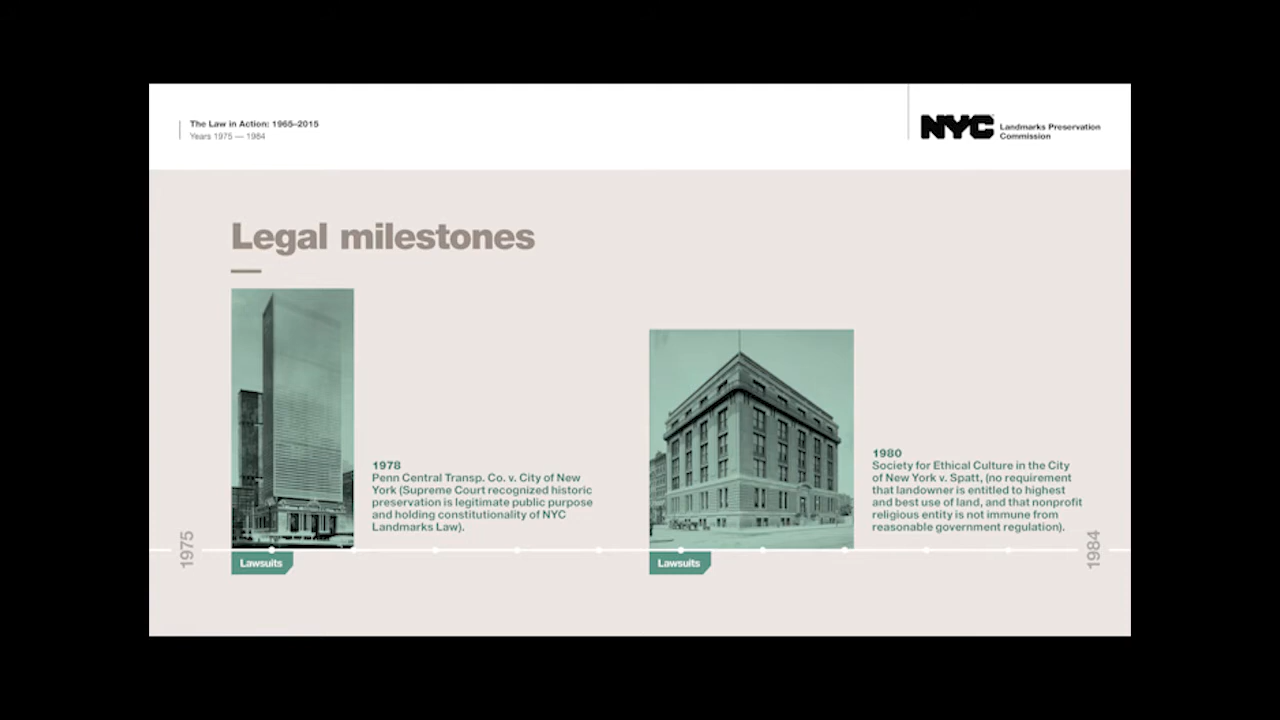 The Law in Action: 1965–2015
Years 1975 — 1984
NYC
Landmarks Preservation
Commission
Legal milestones
1978
Penn Central Transp. Co. v. City of New
York (Supreme Court recognized historic
preservation is legitimate public purpose
and holding constitutionality of NYC
Landmarks Law).
1980
Society for Ethical Culture in the City
of New York v. Spatt, (no requirement
that landowner is entitled to highest
and best use of land, and that nonprofit
religious entity is not immune from
reasonable government regulation).
1975
Lawsuits
Lawsuits
1984